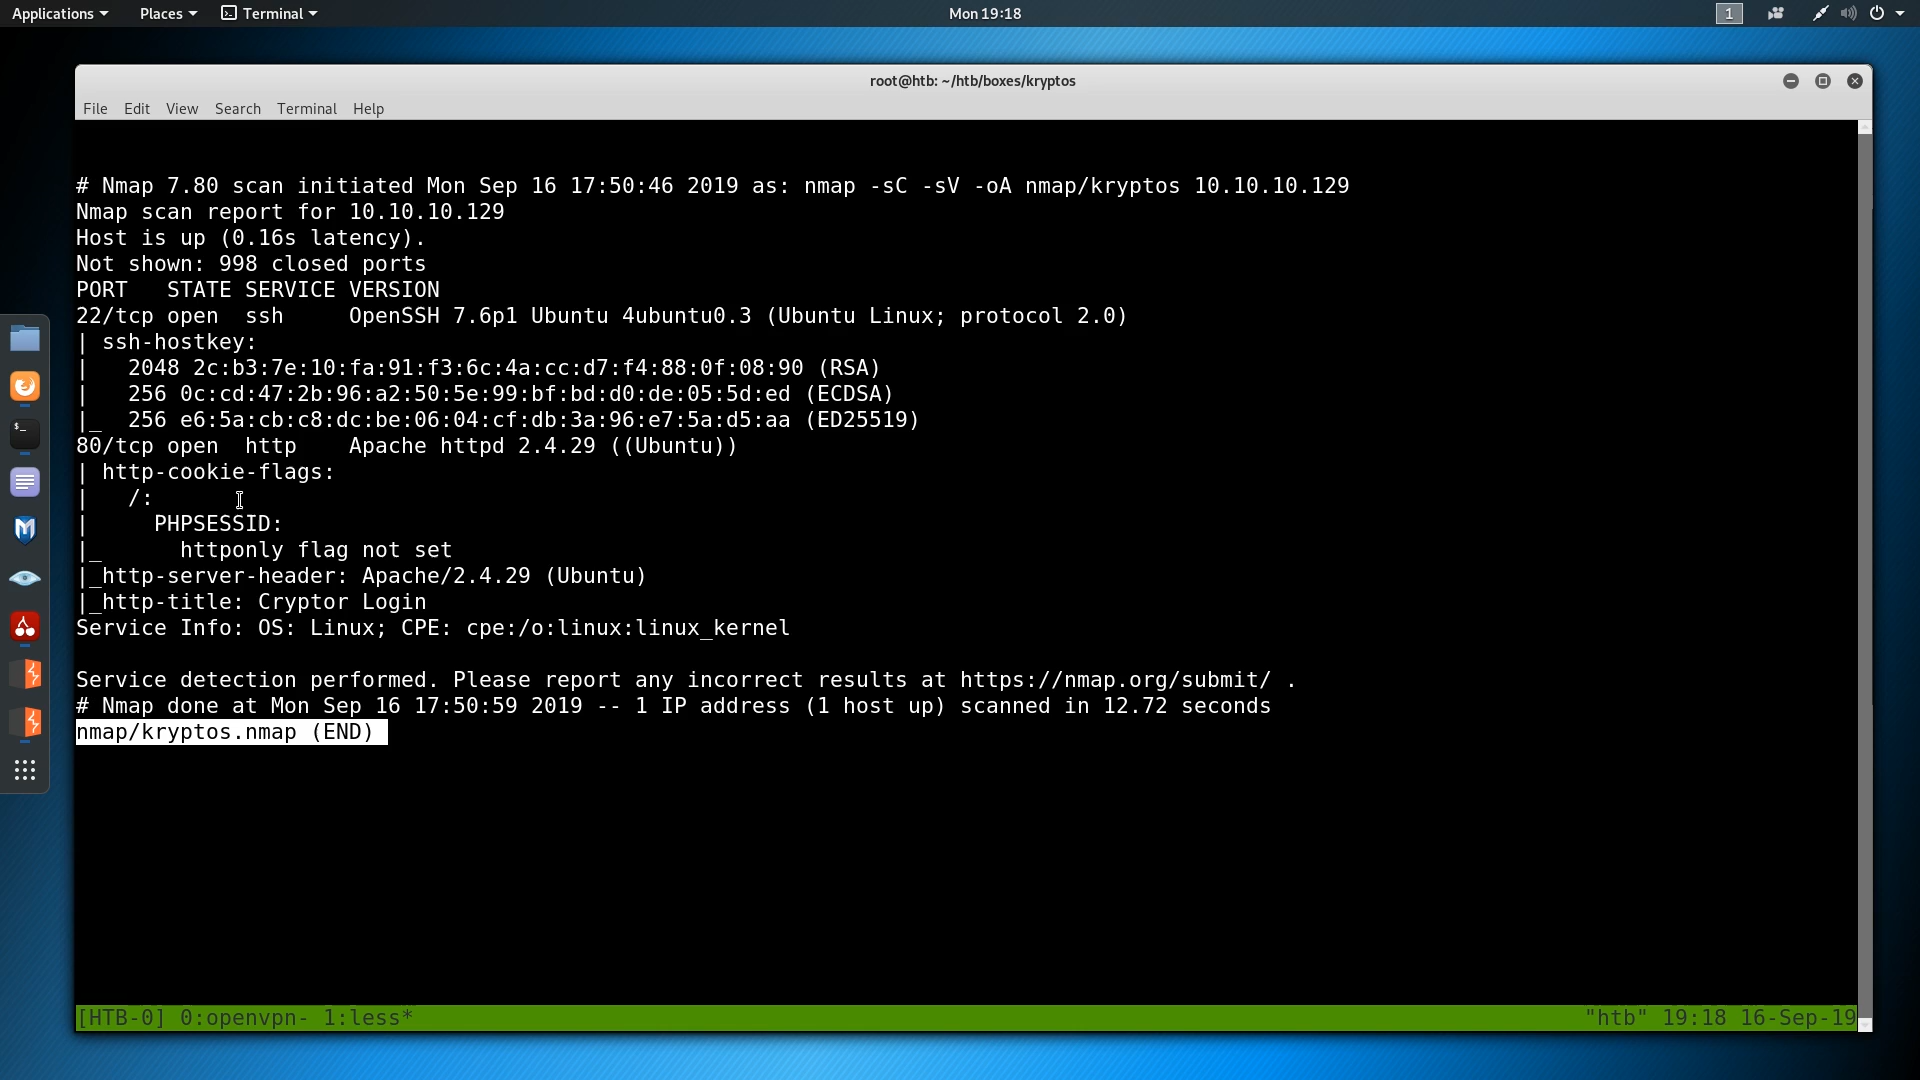 Applications Places Terminal Mon 19:18 1
root@htb: ~/htb/boxes/kryptos
File Edit View Search Terminal Help
# Nmap 7.80 scan initiated Mon Sep 16 17:50:46 2019 as: nmap -sC -sV -oA nmap/kryptos 10.10.10.129
Nmap scan report for 10.10.10.129
Host is up (0.16s latency).
Not shown: 998 closed ports
PORT   STATE SERVICE VERSION
22/tcp open  ssh     OpenSSH 7.6p1 Ubuntu 4ubuntu0.3 (Ubuntu Linux; protocol 2.0)
| ssh-hostkey:
|   2048 2c:b3:7e:10:fa:91:f3:6c:4a:cc:d7:f4:88:0f:08:90 (RSA)
|   256 0c:cd:47:2b:96:a2:50:5e:99:bf:bd:d0:de:05:5d:ed (ECDSA)
|_  256 e6:5a:cb:c8:dc:be:06:04:cf:db:3a:96:e7:5a:d5:aa (ED25519)
80/tcp open  http    Apache httpd 2.4.29 ((Ubuntu))
| http-cookie-flags:
|   /:
|     PHPSESSID:
|_      httponly flag not set
|_http-server-header: Apache/2.4.29 (Ubuntu)
|_http-title: Cryptor Login
Service Info: OS: Linux; CPE: cpe:/o:linux:linux_kernel
Service detection performed. Please report any incorrect results at https://nmap.org/submit/ .
# Nmap done at Mon Sep 16 17:50:59 2019 -- 1 IP address (1 host up) scanned in 12.72 seconds
nmap/kryptos.nmap (END)
[HTB-0] 0:openvpn- 1:less* "htb" 19:18 16-Sep-19